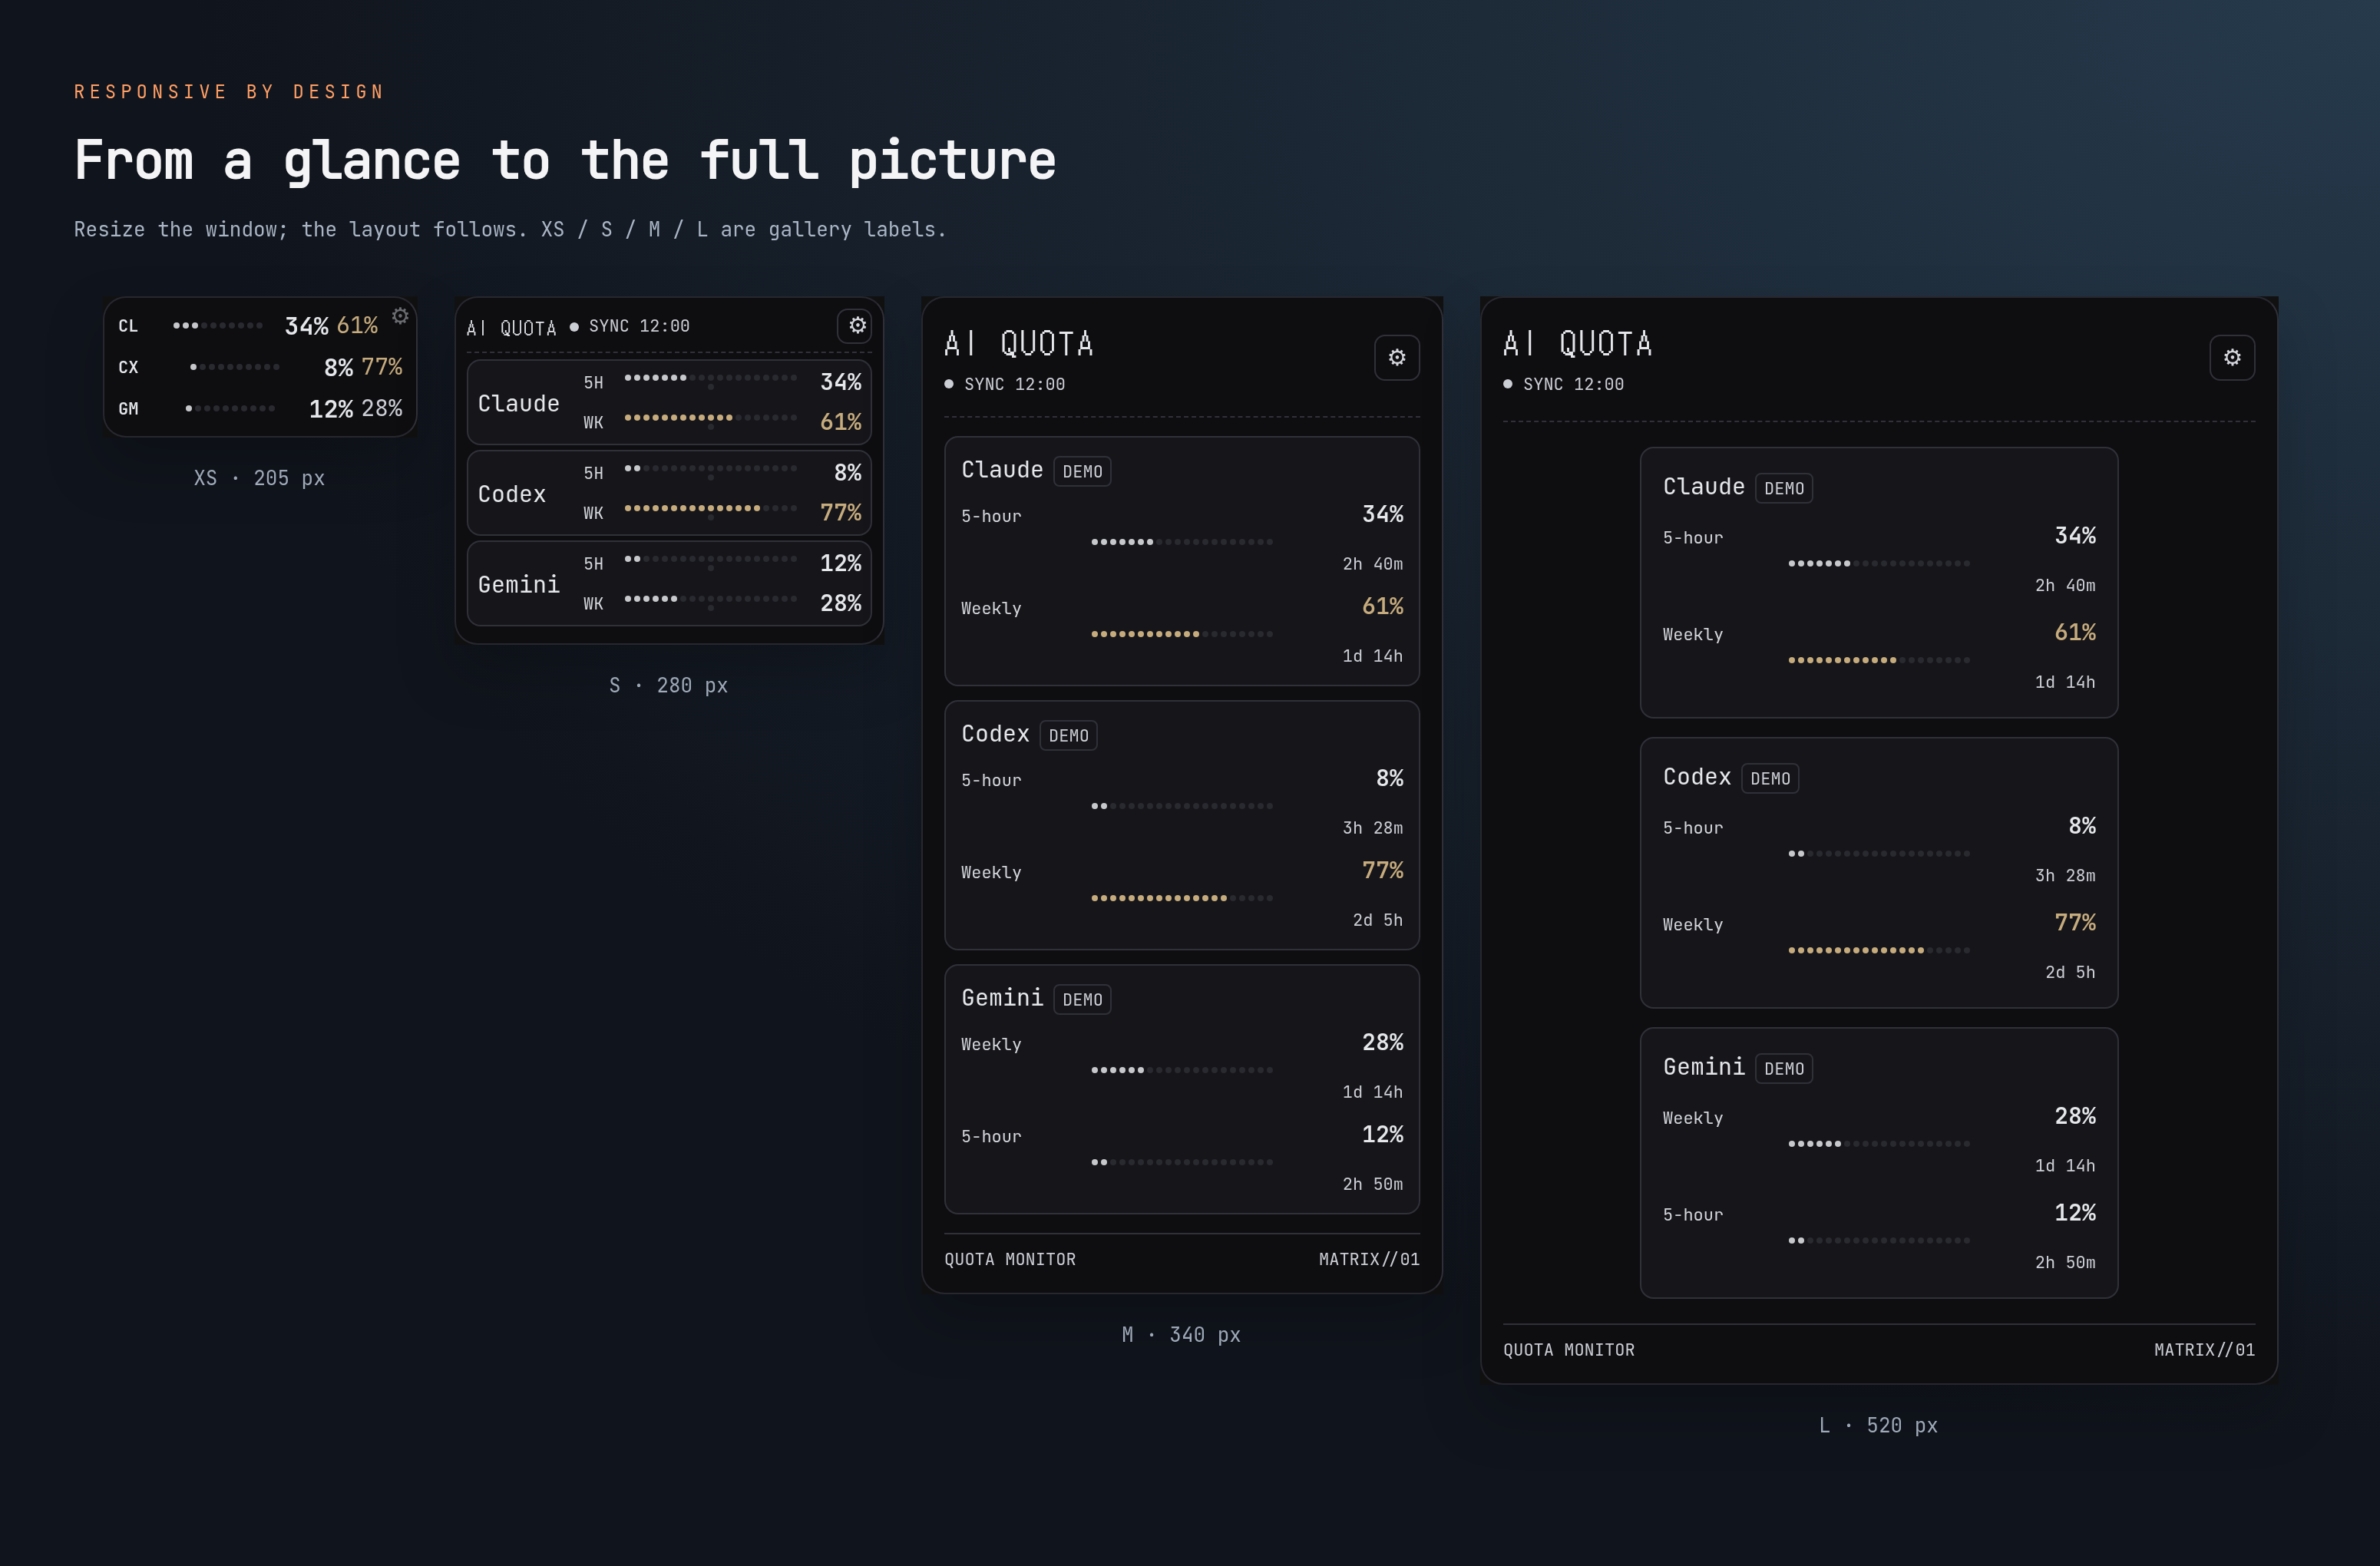 RESPONSIVE BY DESIGN
From a glance to the full picture
Resize the window; the layout follows. XS / S / M / L are gallery labels.
CL 34% 61%
CX 8% 77%
GM 12% 28%
XS · 205 px
AI QUOTA SYNC 12:00
Claude
5H 34%
WK 61%
Codex
5H 8%
WK 77%
Gemini
5H 12%
WK 28%
S · 280 px
AI QUOTA
SYNC 12:00
Claude DEMO
5-hour 34%
2h 40m
Weekly 61%
1d 14h
Codex DEMO
5-hour 8%
3h 28m
Weekly 77%
2d 5h
Gemini DEMO
Weekly 28%
1d 14h
5-hour 12%
2h 50m
QUOTA MONITOR MATRIX//01
M · 340 px
AI QUOTA
SYNC 12:00
Claude DEMO
5-hour 34%
2h 40m
Weekly 61%
1d 14h
Codex DEMO
5-hour 8%
3h 28m
Weekly 77%
2d 5h
Gemini DEMO
Weekly 28%
1d 14h
5-hour 12%
2h 50m
QUOTA MONITOR MATRIX//01
L · 520 px